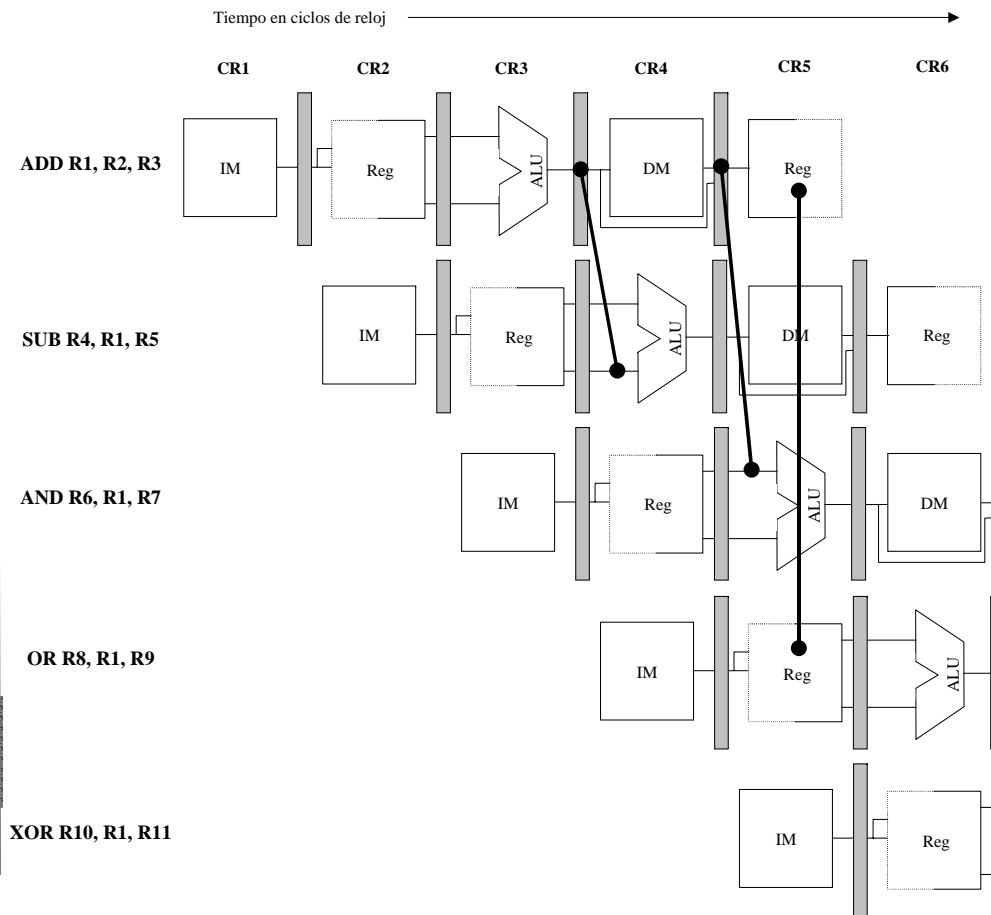 Tiempo en ciclos de reloj
CR1 CR2 CR3 CR4 CR5 CR6
ADD R1, R2, R3 IM Reg ALU DM Reg
SUB R4, R1, R5 IM Reg ALU DM Reg
AND R6, R1, R7 IM Reg ALU DM
OR R8, R1, R9 IM Reg ALU
XOR R10, R1, R11 IM Reg